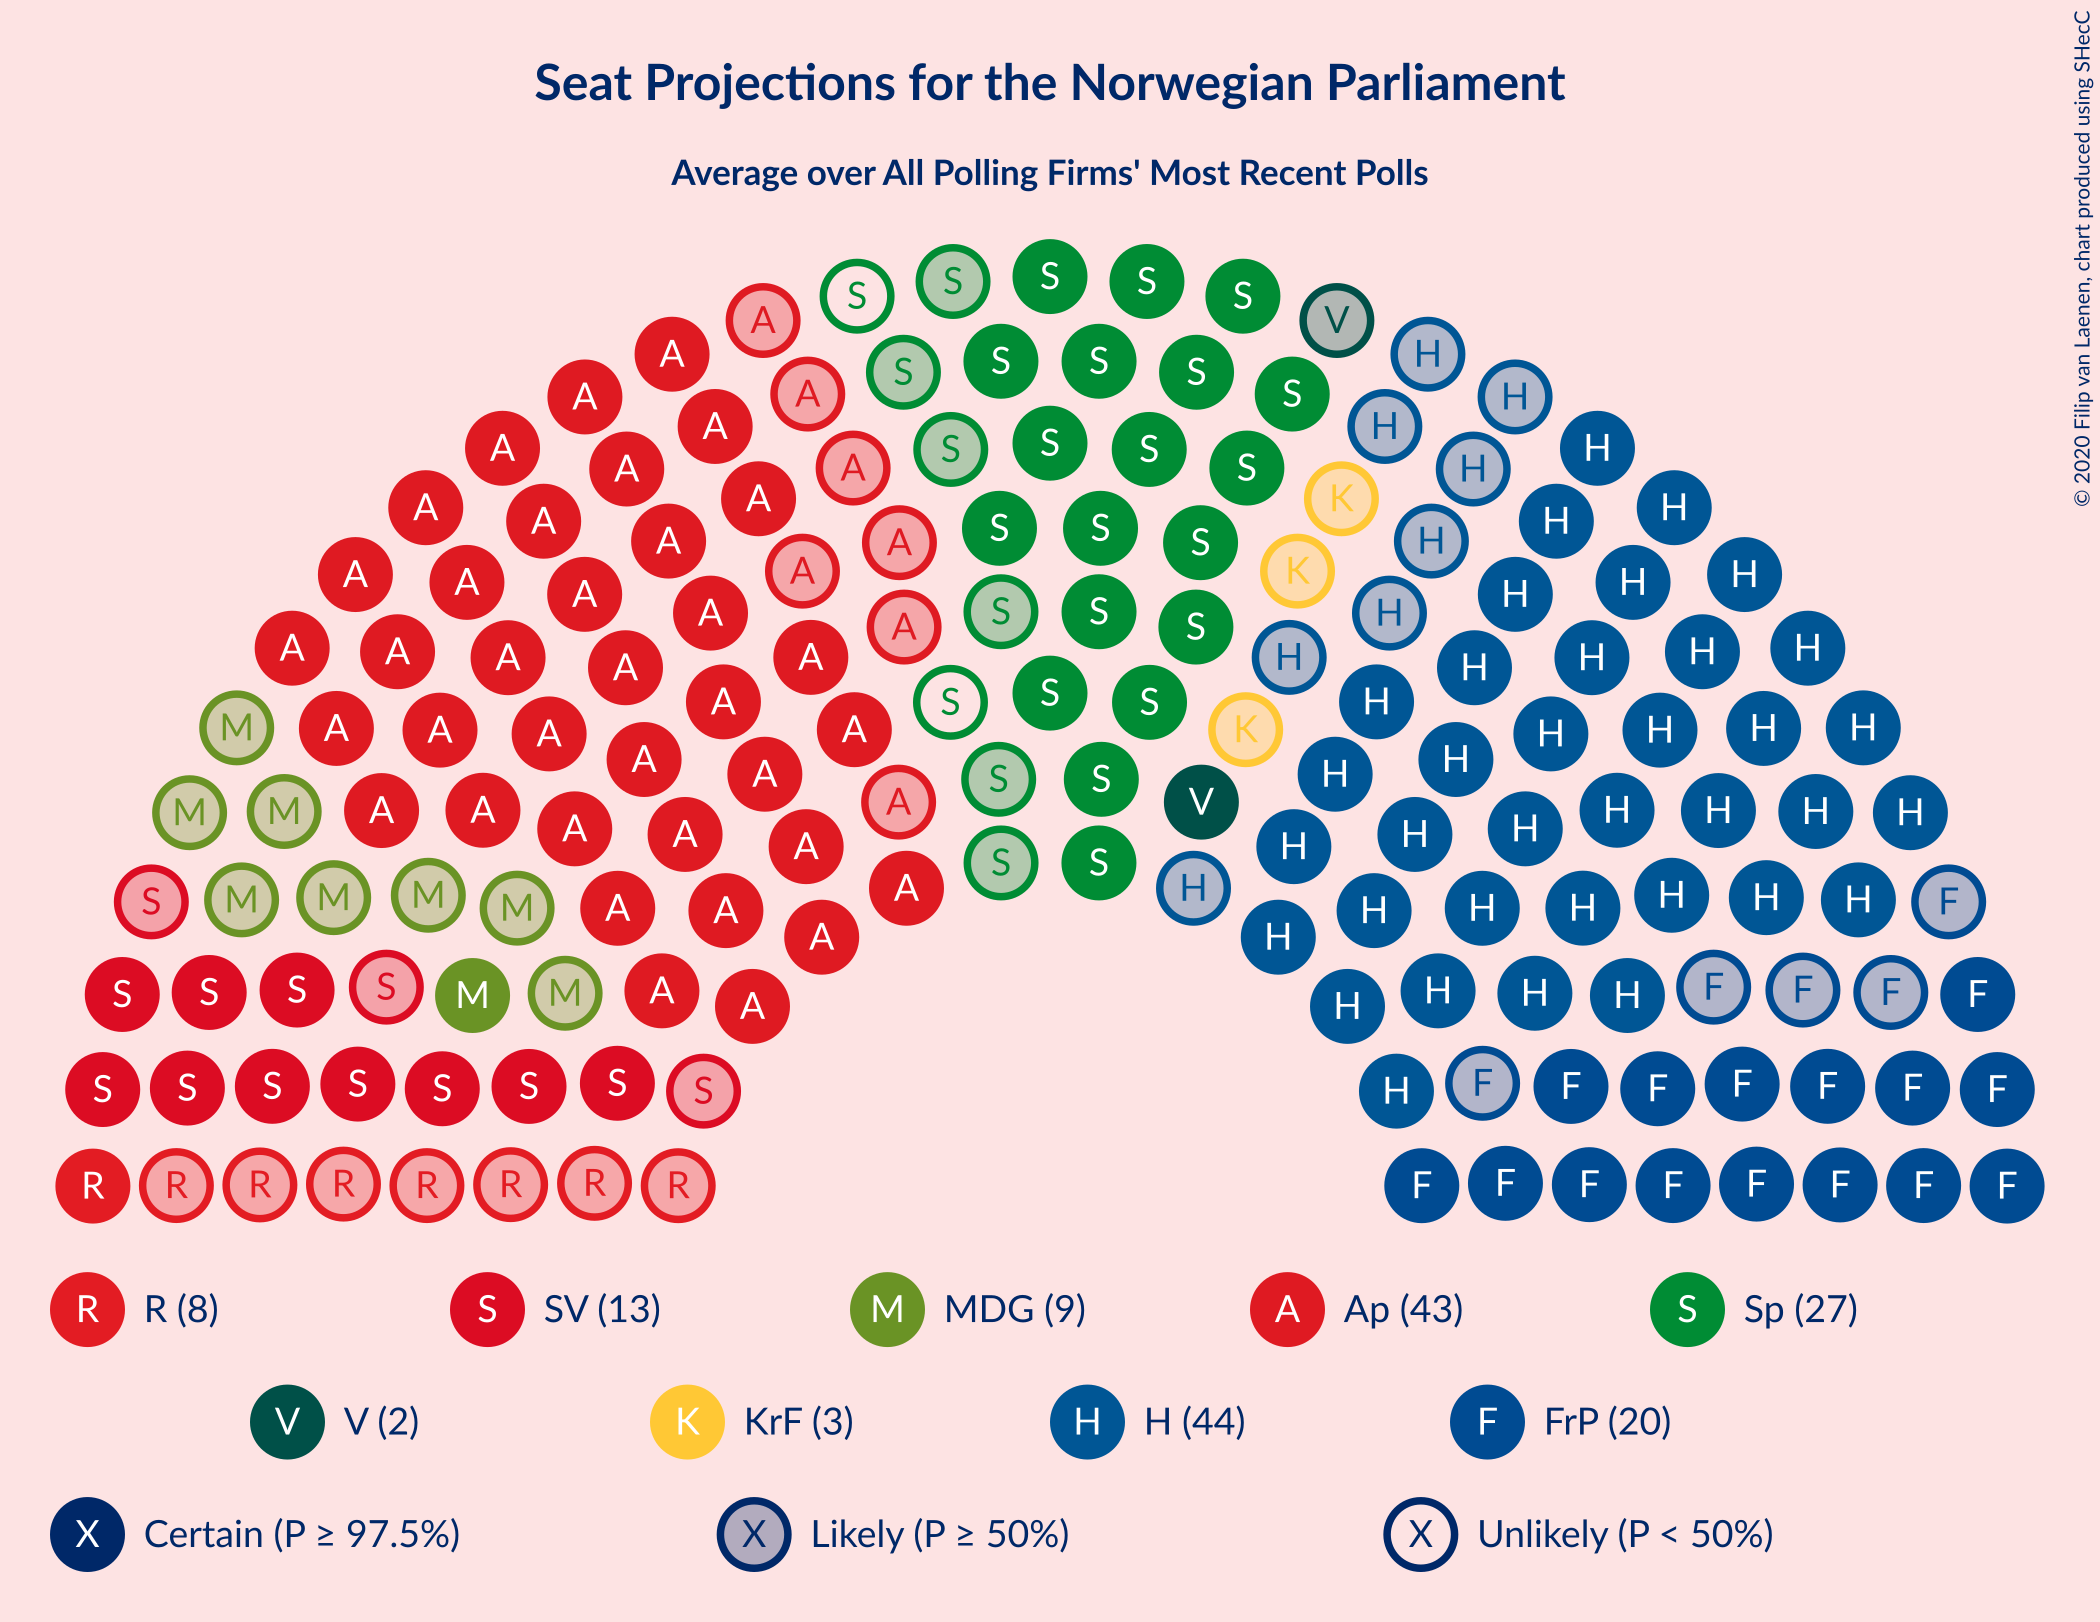 Seat Projections for the Norwegian Parliament
Average over All Polling Firms' Most Recent Polls
© 2020 Filip van Laenen, chart produced using SHecC
S S S S S
A S S V
A S S S H
A S S H
A A S H H
A A S S S H
A A S S H
A A K H
A A A S S S H H
A A A K H H
A A A S S S H H
A A A A H H H
M A A A A S S S K H H H H H
A A A A S S H H H H
M M A A A A A A V H H H H H H H
S M M M M A A A A S S H H H H H H H H F
S S S S M M A A H H H H F F F F
S S S S S S S S H F F F F F F F
R R R R R R R R F F F F F F F F
R R (8) S SV (13) M MDG (9) A Ap (43) S Sp (27)
V V (2) K KrF (3) H H (44) F FrP (20)
X Certain (P ≥ 97.5%) X Likely (P ≥ 50%) X Unlikely (P < 50%)